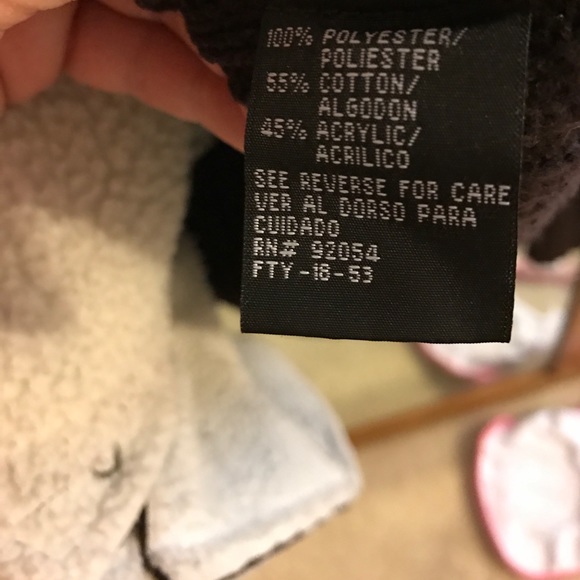 100% POLYESTER/
POLIESTER
55% COTTON/
ALGODON
45% ACRYLIC/
ACRILICO
SEE REVERSE FOR CARE
VER AL DORSO PARA
CUIDADO
RN# 92054
FTY-18-53